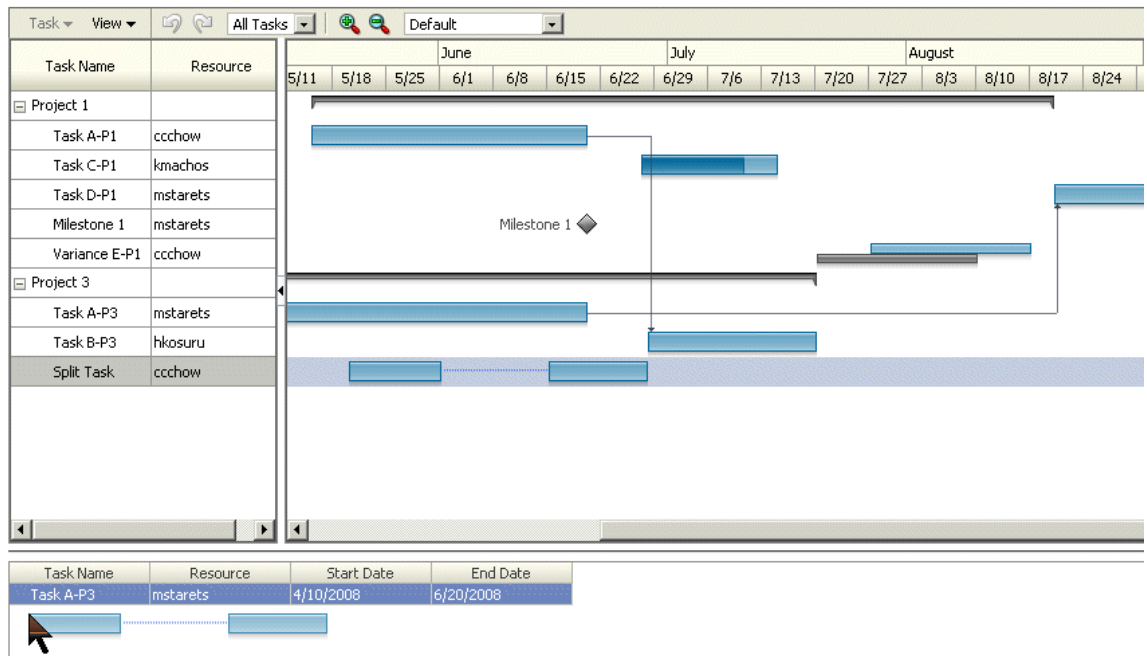 Task View All Tasks Default
Task Name Resource June July August
5/11 5/18 5/25 6/1 6/8 6/15 6/22 6/29 7/6 7/13 7/20 7/27 8/3 8/10 8/17 8/24
Project 1
Task A-P1 ccchow
Task C-P1 kmachos
Task D-P1 mstarets
Milestone 1 mstarets Milestone 1
Variance E-P1 ccchow
Project 3
Task A-P3 mstarets
Task B-P3 hkosuru
Split Task ccchow
Task Name Resource Start Date End Date
Task A-P3 mstarets 4/10/2008 6/20/2008